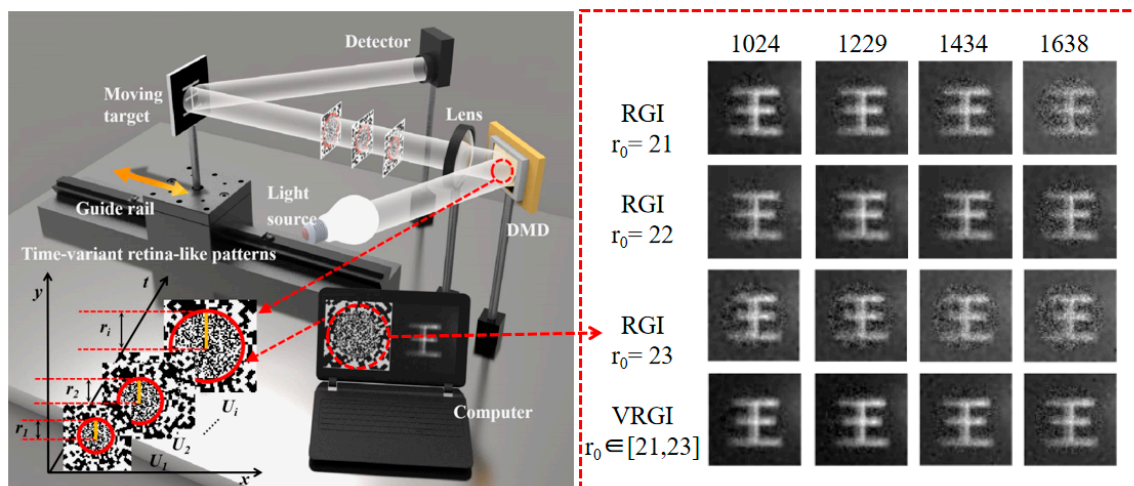 Detector
Moving
target
Lens
Guide rail
Light
source
DMD
Time-variant retina-like patterns
y
t
r_i
r_2
r_1
U_i
U_2
U_1
x
Computer
1024 1229 1434 1638
RGI
r₀= 21
RGI
r₀= 22
RGI
r₀= 23
VRGI
r₀∈[21,23]